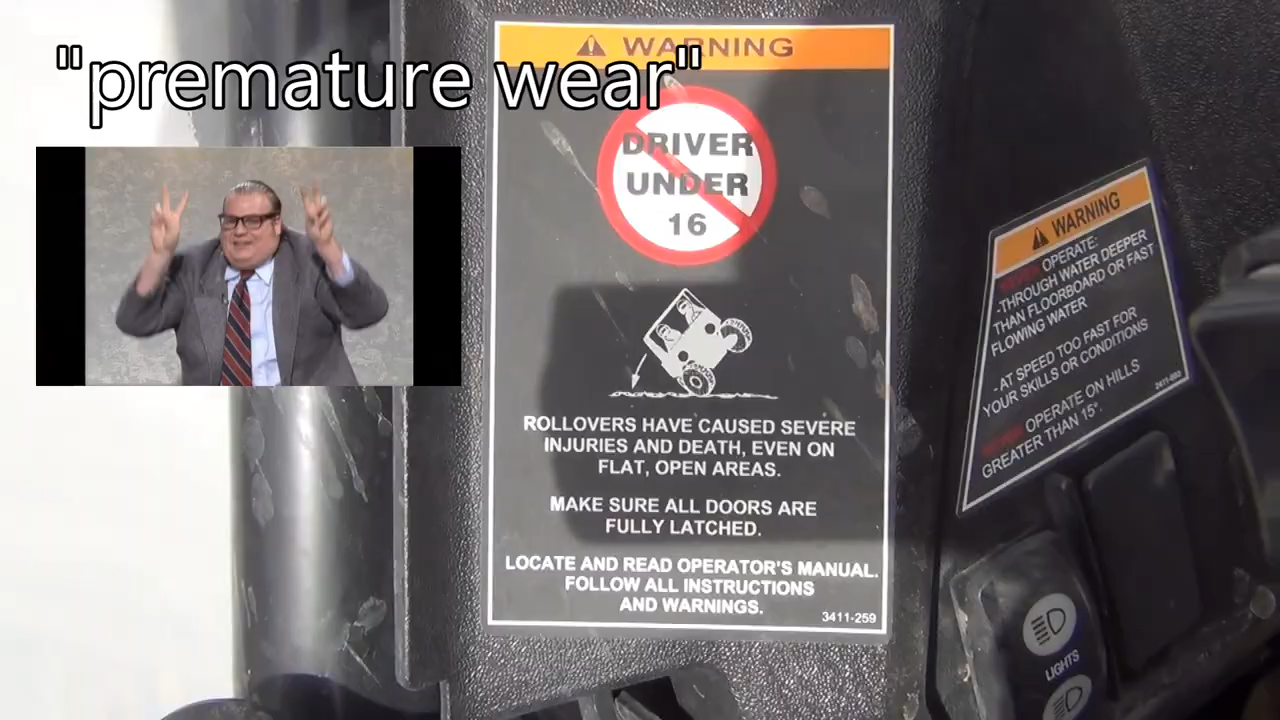 "premature wear"
WARNING
DRIVER
UNDER
16
ROLLOVERS HAVE CAUSED SEVERE
INJURIES AND DEATH, EVEN ON
FLAT, OPEN AREAS.
MAKE SURE ALL DOORS ARE
FULLY LATCHED.
LOCATE AND READ OPERATOR'S MANUAL.
FOLLOW ALL INSTRUCTIONS
AND WARNINGS.
3411-259
WARNING
NEVER OPERATE:
-THROUGH WATER DEEPER
THAN FLOORBOARD OR FAST
FLOWING WATER
-AT SPEED TOO FAST FOR
YOUR SKILLS OR CONDITIONS
NEVER OPERATE ON HILLS
GREATER THAN 15°.
LIGHTS